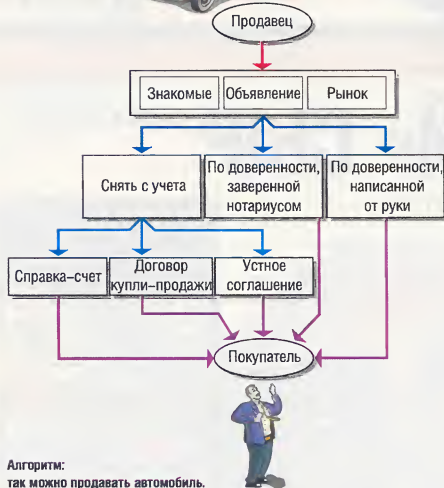 Продавец
Знакомые
Объявление
Рынок
Снять с учета
По доверенности,
заверенной
нотариусом
По доверенности,
написанной
от руки
Справка–счет
Договор
купли–продажи
Устное
соглашение
Покупатель
Алгоритм:
так можно продавать автомобиль.